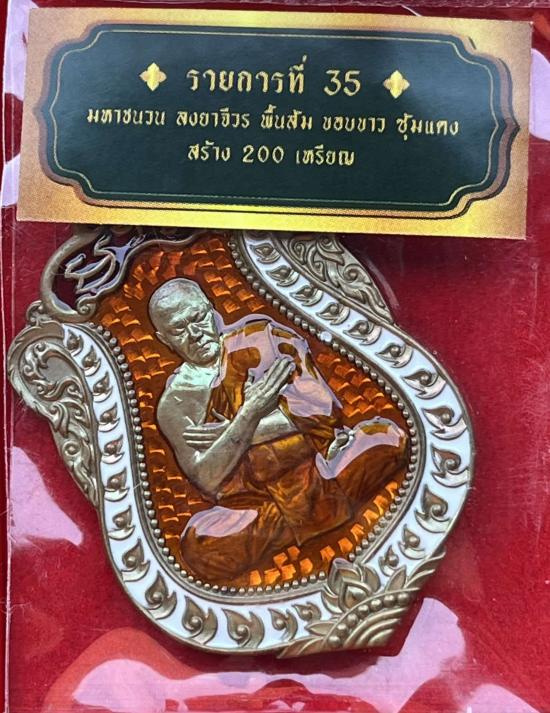 รายการที่ 35
มหาชนวน ลงยาจีวร พื้นส้ม ขอบขาว ซุ้มแดง
สร้าง 200 เหรียญ